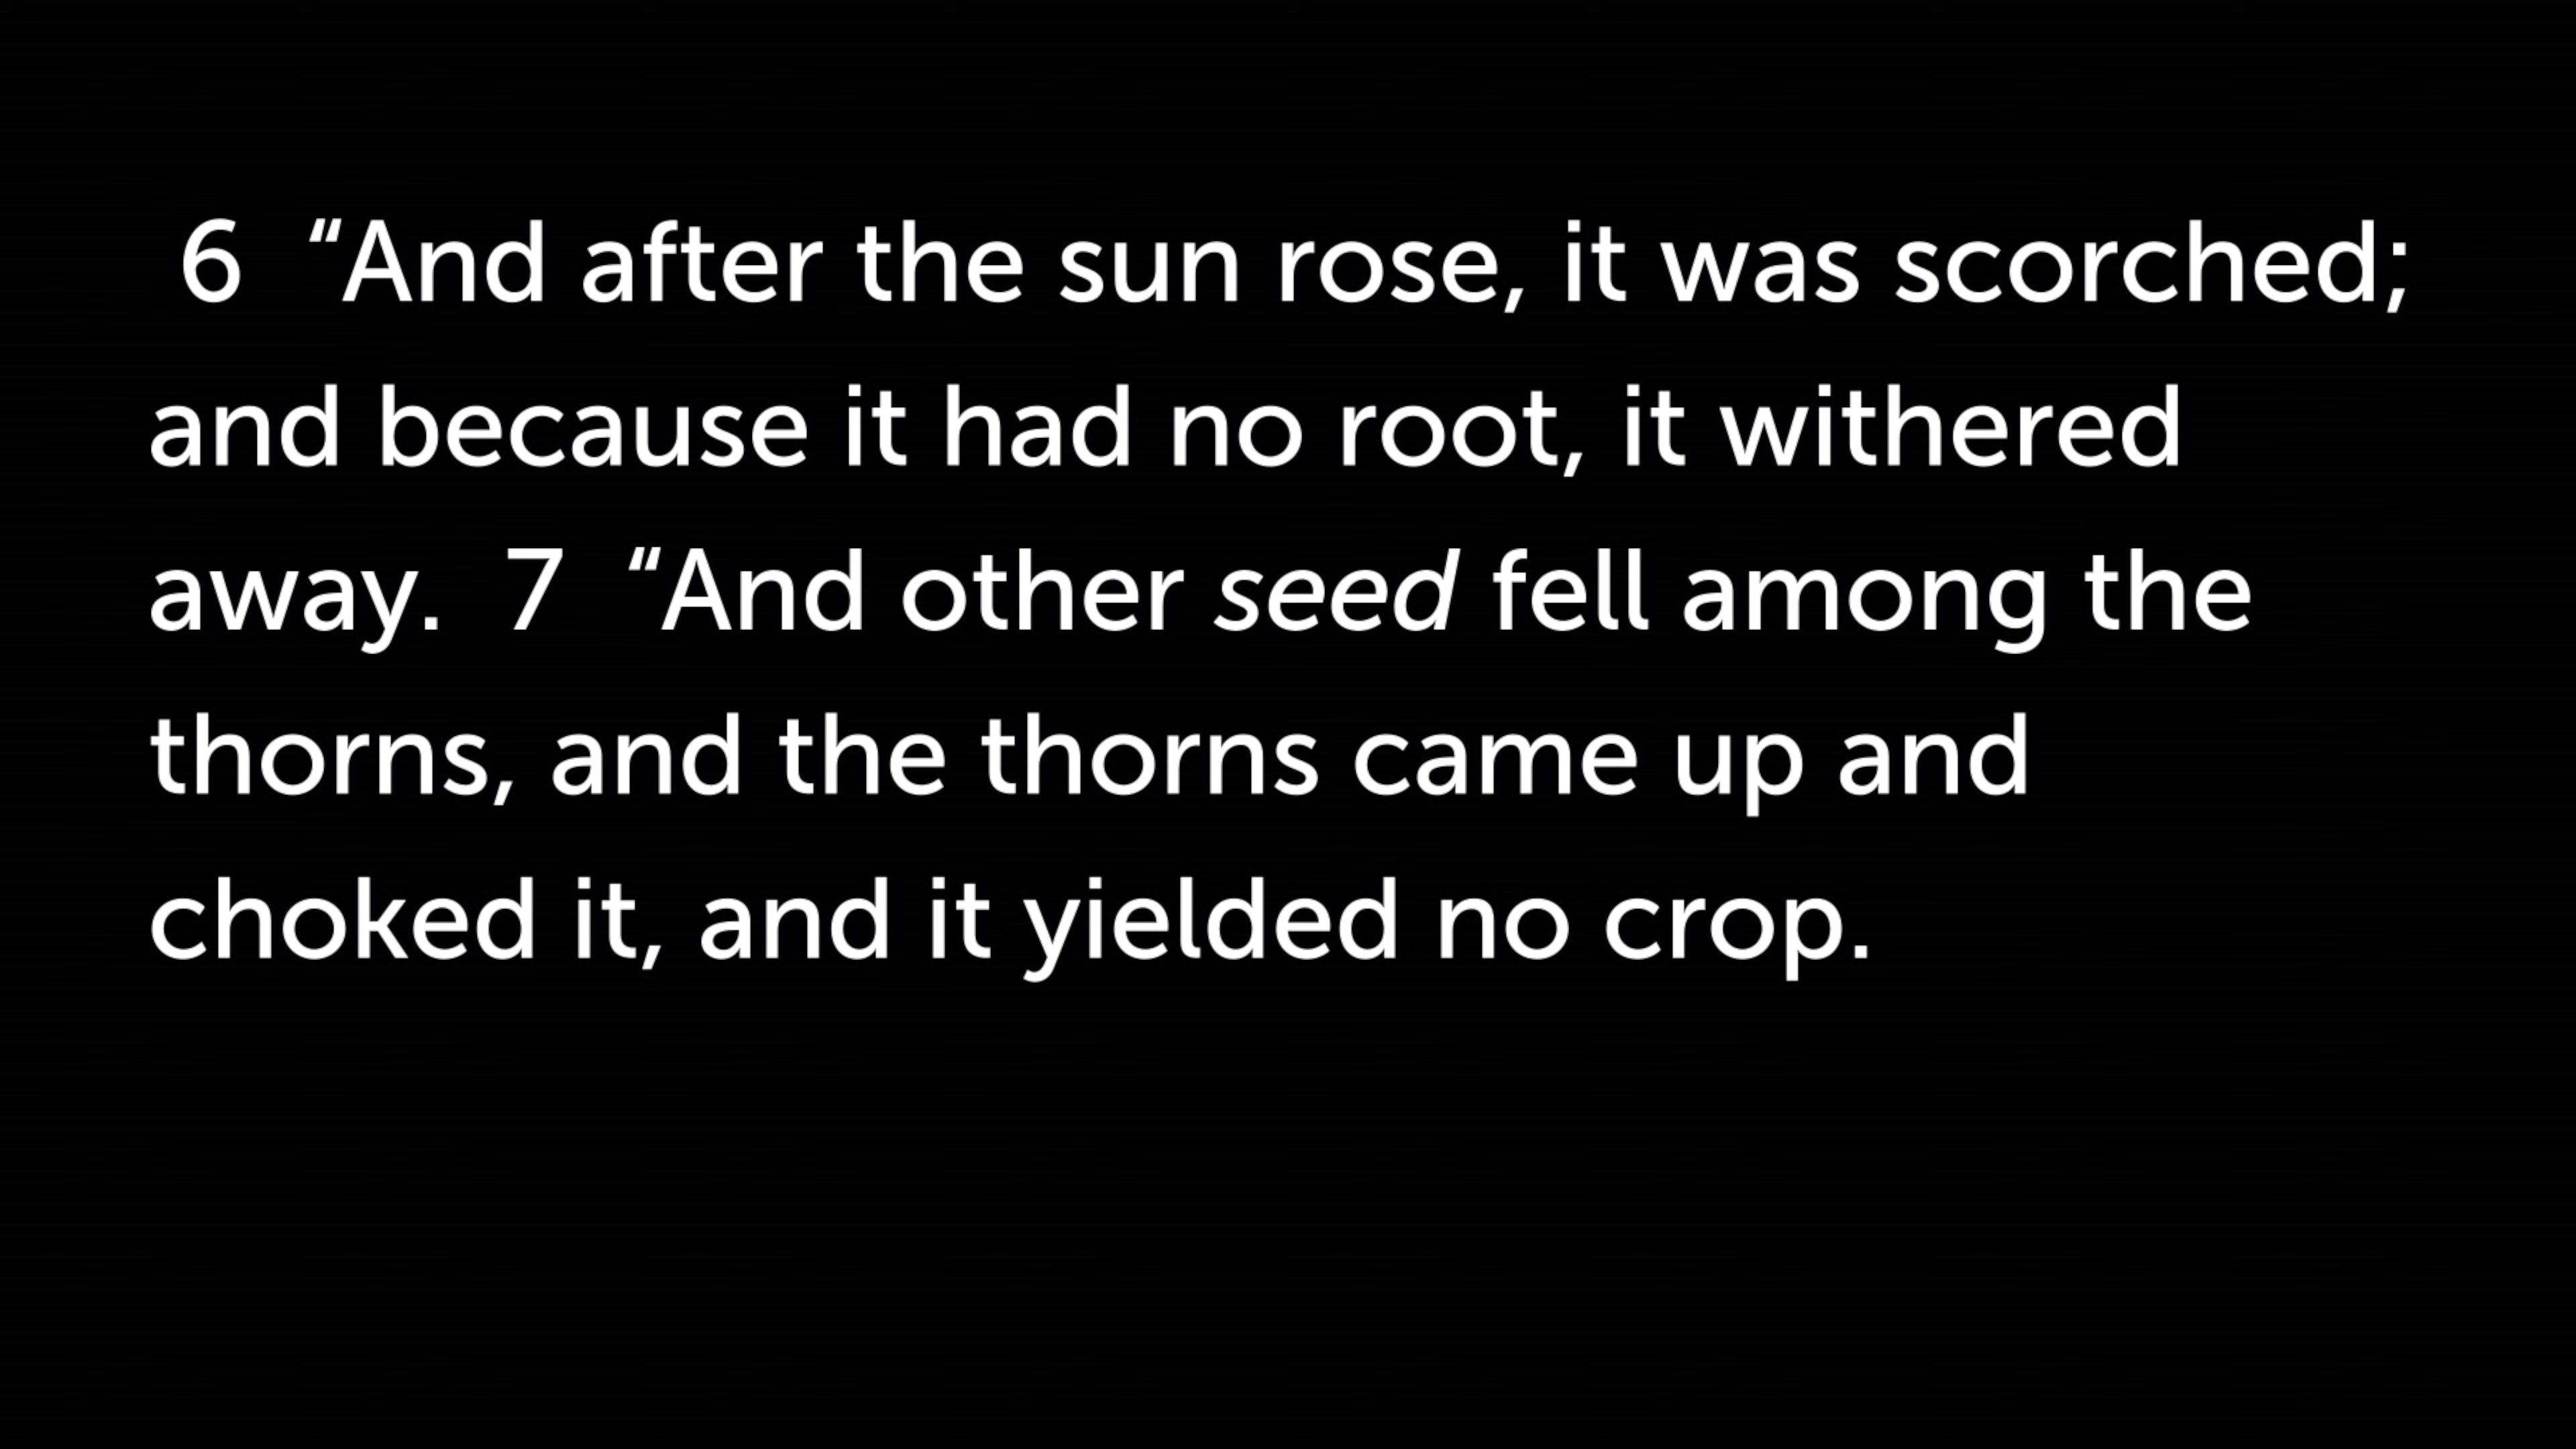 6 “And after the sun rose, it was scorched;
and because it had no root, it withered
away. 7 “And other seed fell among the
thorns, and the thorns came up and
choked it, and it yielded no crop.